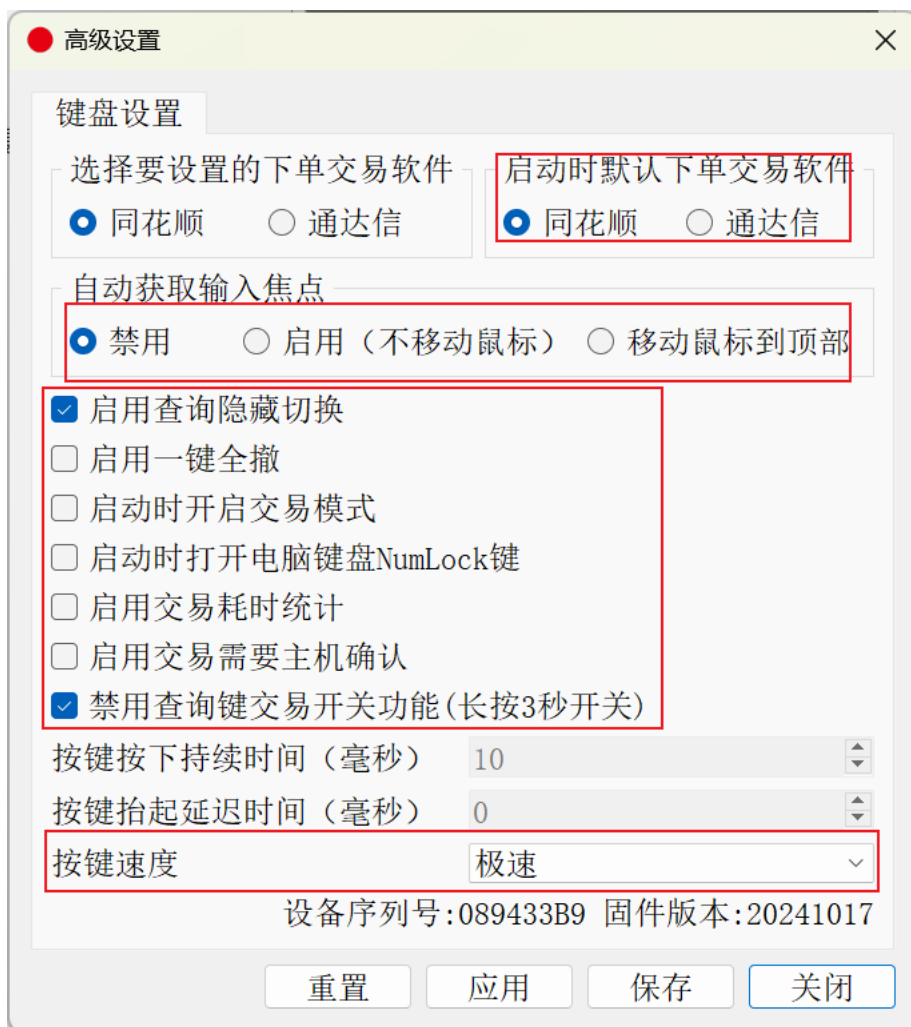 高级设置
键盘设置
选择要设置的下单交易软件 启动时默认下单交易软件
同花顺 通达信 同花顺 通达信
自动获取输入焦点
禁用 启用（不移动鼠标） 移动鼠标到顶部
启用查询隐藏切换
启用一键全撤
启动时开启交易模式
启动时打开电脑键盘NumLock键
启用交易耗时统计
启用交易需要主机确认
禁用查询键交易开关功能(长按3秒开关)
按键按下持续时间（毫秒） 10
按键抬起延迟时间（毫秒） 0
按键速度 极速
设备序列号:089433B9 固件版本:20241017
重置 应用 保存 关闭